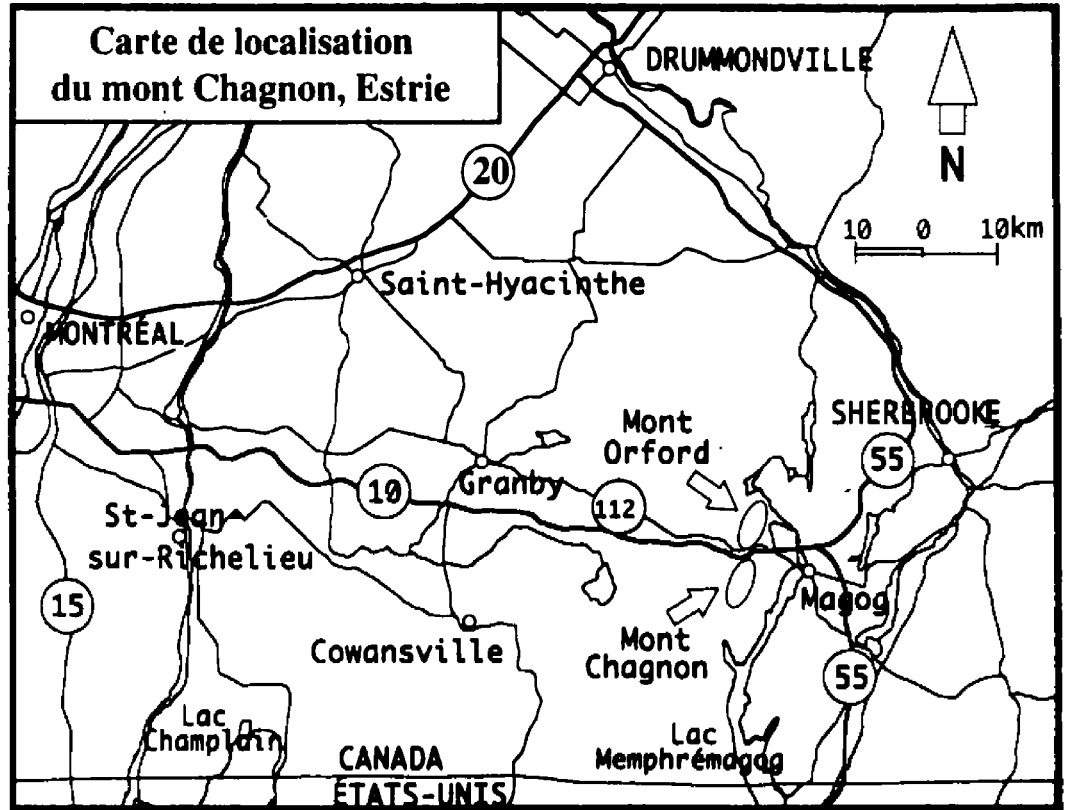 Carte de localisation
du mont Chagnon, Estrie
DRUMMONDVILLE
N
20
10 0 10km
Saint-Hyacinthe
MONTRÉAL
SHERBROOKE
Mont
Orford
55
Granby
10
112
St-Jean
sur-Richelieu
15
Magog
Mont
Chagnon
Cowansville
55
Lac
Champlain
Lac
Memphrémagog
CANADA
ÉTATS-UNIS